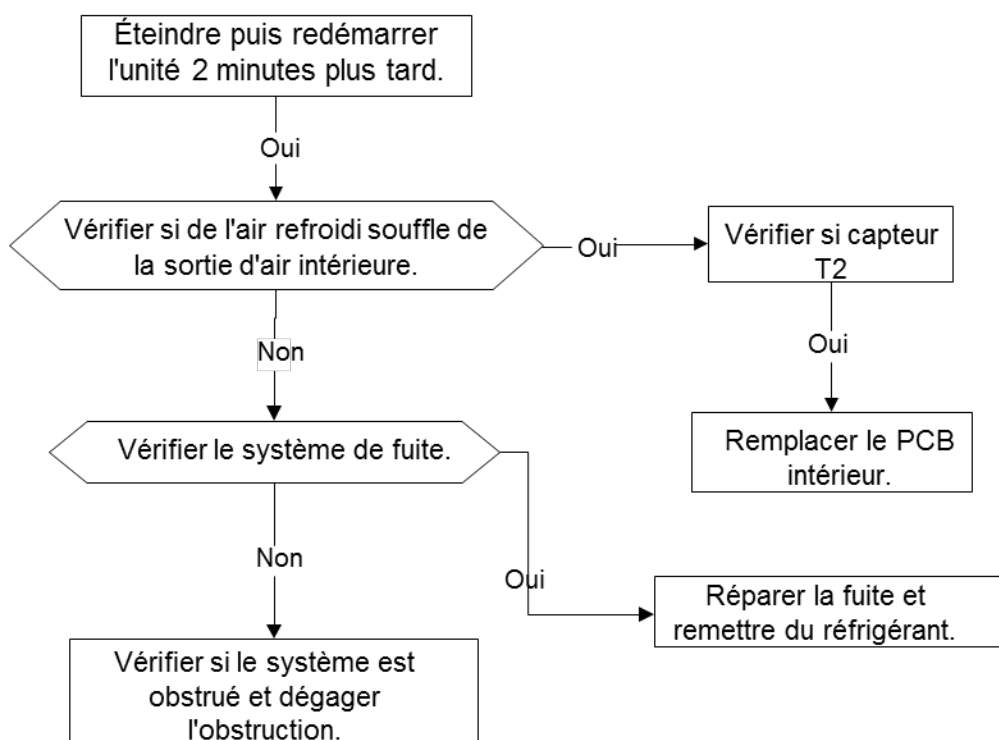 Éteindre puis redémarrer
l'unité 2 minutes plus tard.
Oui
Vérifier si de l'air refroidi souffle de
la sortie d'air intérieure.
Oui
Vérifier si capteur
T2
Oui
Remplacer le PCB
intérieur.
Non
Vérifier le système de fuite.
Oui
Réparer la fuite et
remettre du réfrigérant.
Non
Vérifier si le système est
obstrué et dégager
l'obstruction.